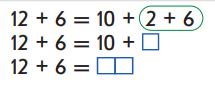 12 + 6 = 10 + 2 + 6
12 + 6 = 10 +
12 + 6 =